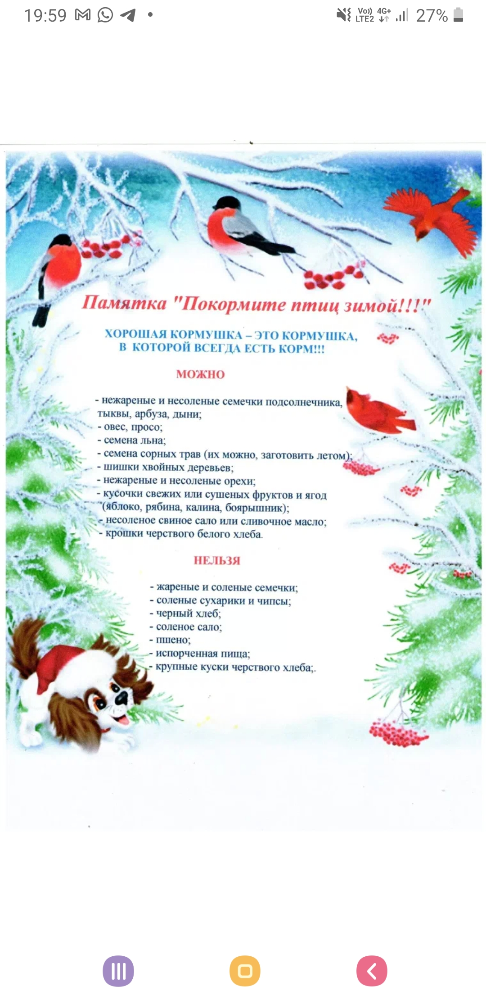 19:59
Vo)) 4G+
LTE2
27%
Памятка "Покормите птиц зимой!!!"
ХОРОШАЯ КОРМУШКА – ЭТО КОРМУШКА,
В КОТОРОЙ ВСЕГДА ЕСТЬ КОРМ!!!
МОЖНО
- нежареные и несоленые семечки подсолнечника,
тыквы, арбуза, дыни;
- овес, просо;
- семена льна;
- семена сорных трав (их можно, заготовить летом);
- шишки хвойных деревьев;
- нежареные и несоленые орехи;
- кусочки свежих или сушеных фруктов и ягод
(яблоко, рябина, калина, боярышник);
- несоленое свиное сало или сливочное масло;
- крошки черствого белого хлеба.
НЕЛЬЗЯ
- жареные и соленые семечки;
- соленые сухарики и чипсы;
- черный хлеб;
- соленое сало;
- пшено;
- испорченная пища;
- крупные куски черствого хлеба;.